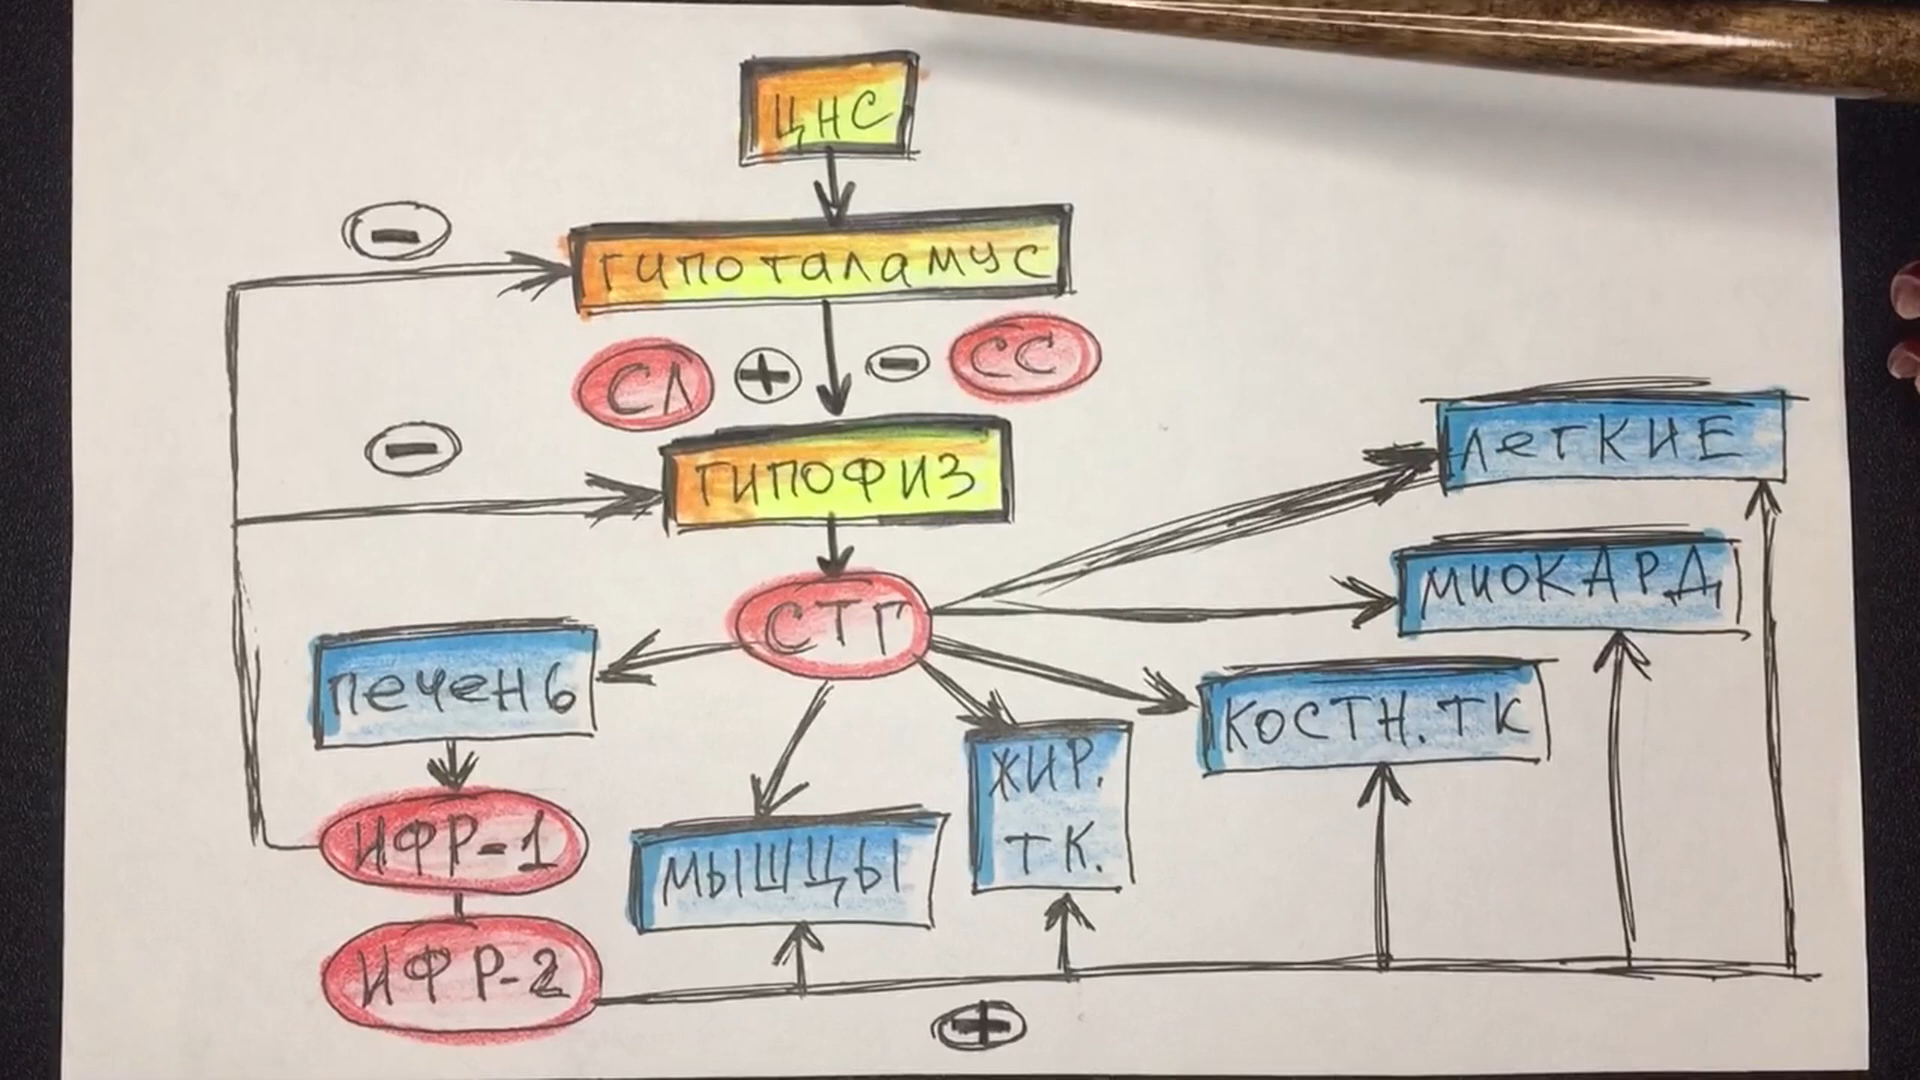 ЦНС
гипоталамус
СЛ
+
-
СС
-
-
гипофиз
легкие
миокард
СТГ
печень
костн. тк
жир.
тк.
ИФР-1
мышцы
ИФР-2
+